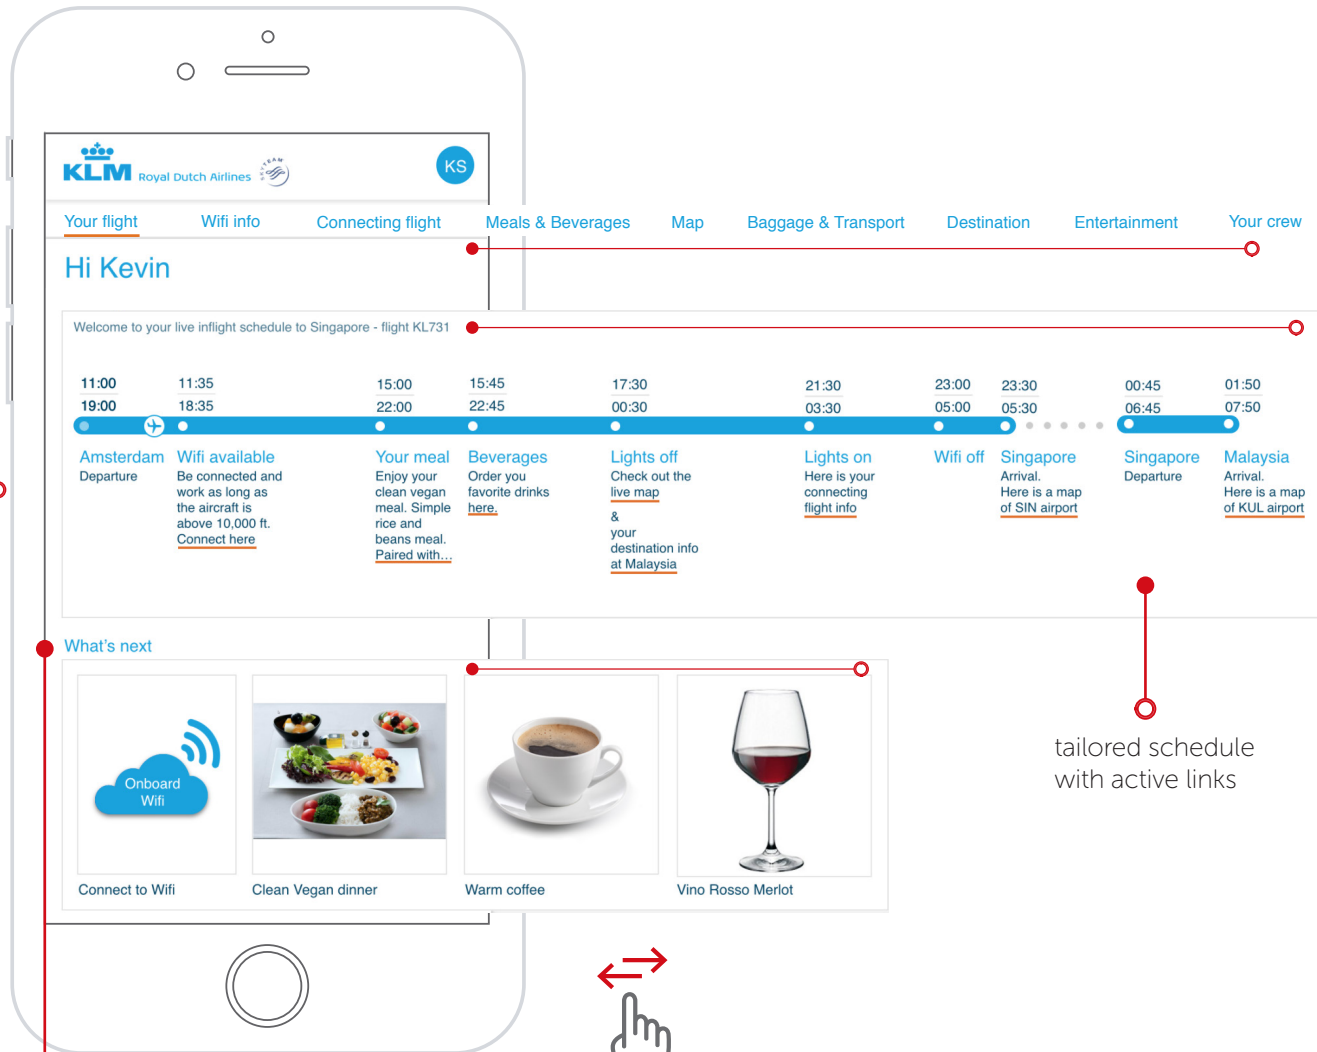 KLM Royal Dutch Airlines SKYTEAM
KS
Your flight Wifi info Connecting flight Meals & Beverages Map Baggage & Transport Destination Entertainment Your crew
Hi Kevin
Welcome to your live inflight schedule to Singapore - flight KL731
11:00 11:35 15:00 15:45 17:30 21:30 23:00 23:30 00:45 01:50
19:00 18:35 22:00 22:45 00:30 03:30 05:00 05:30 06:45 07:50
Amsterdam
Departure
Wifi available
Be connected and
work as long as
the aircraft is
above 10,000 ft.
Connect here
Your meal
Enjoy your
clean vegan
meal. Simple
rice and
beans meal.
Paired with...
Beverages
Order you
favorite drinks
here.
Lights off
Check out the
live map
&
your
destination info
at Malaysia
Lights on
Here is your
connecting
flight info
Wifi off
Singapore
Arrival.
Here is a map
of SIN airport
Singapore
Departure
Malaysia
Arrival.
Here is a map
of KUL airport
tailored schedule
with active links
What's next
Onboard
Wifi
Connect to Wifi
Clean Vegan dinner
Warm coffee
Vino Rosso Merlot